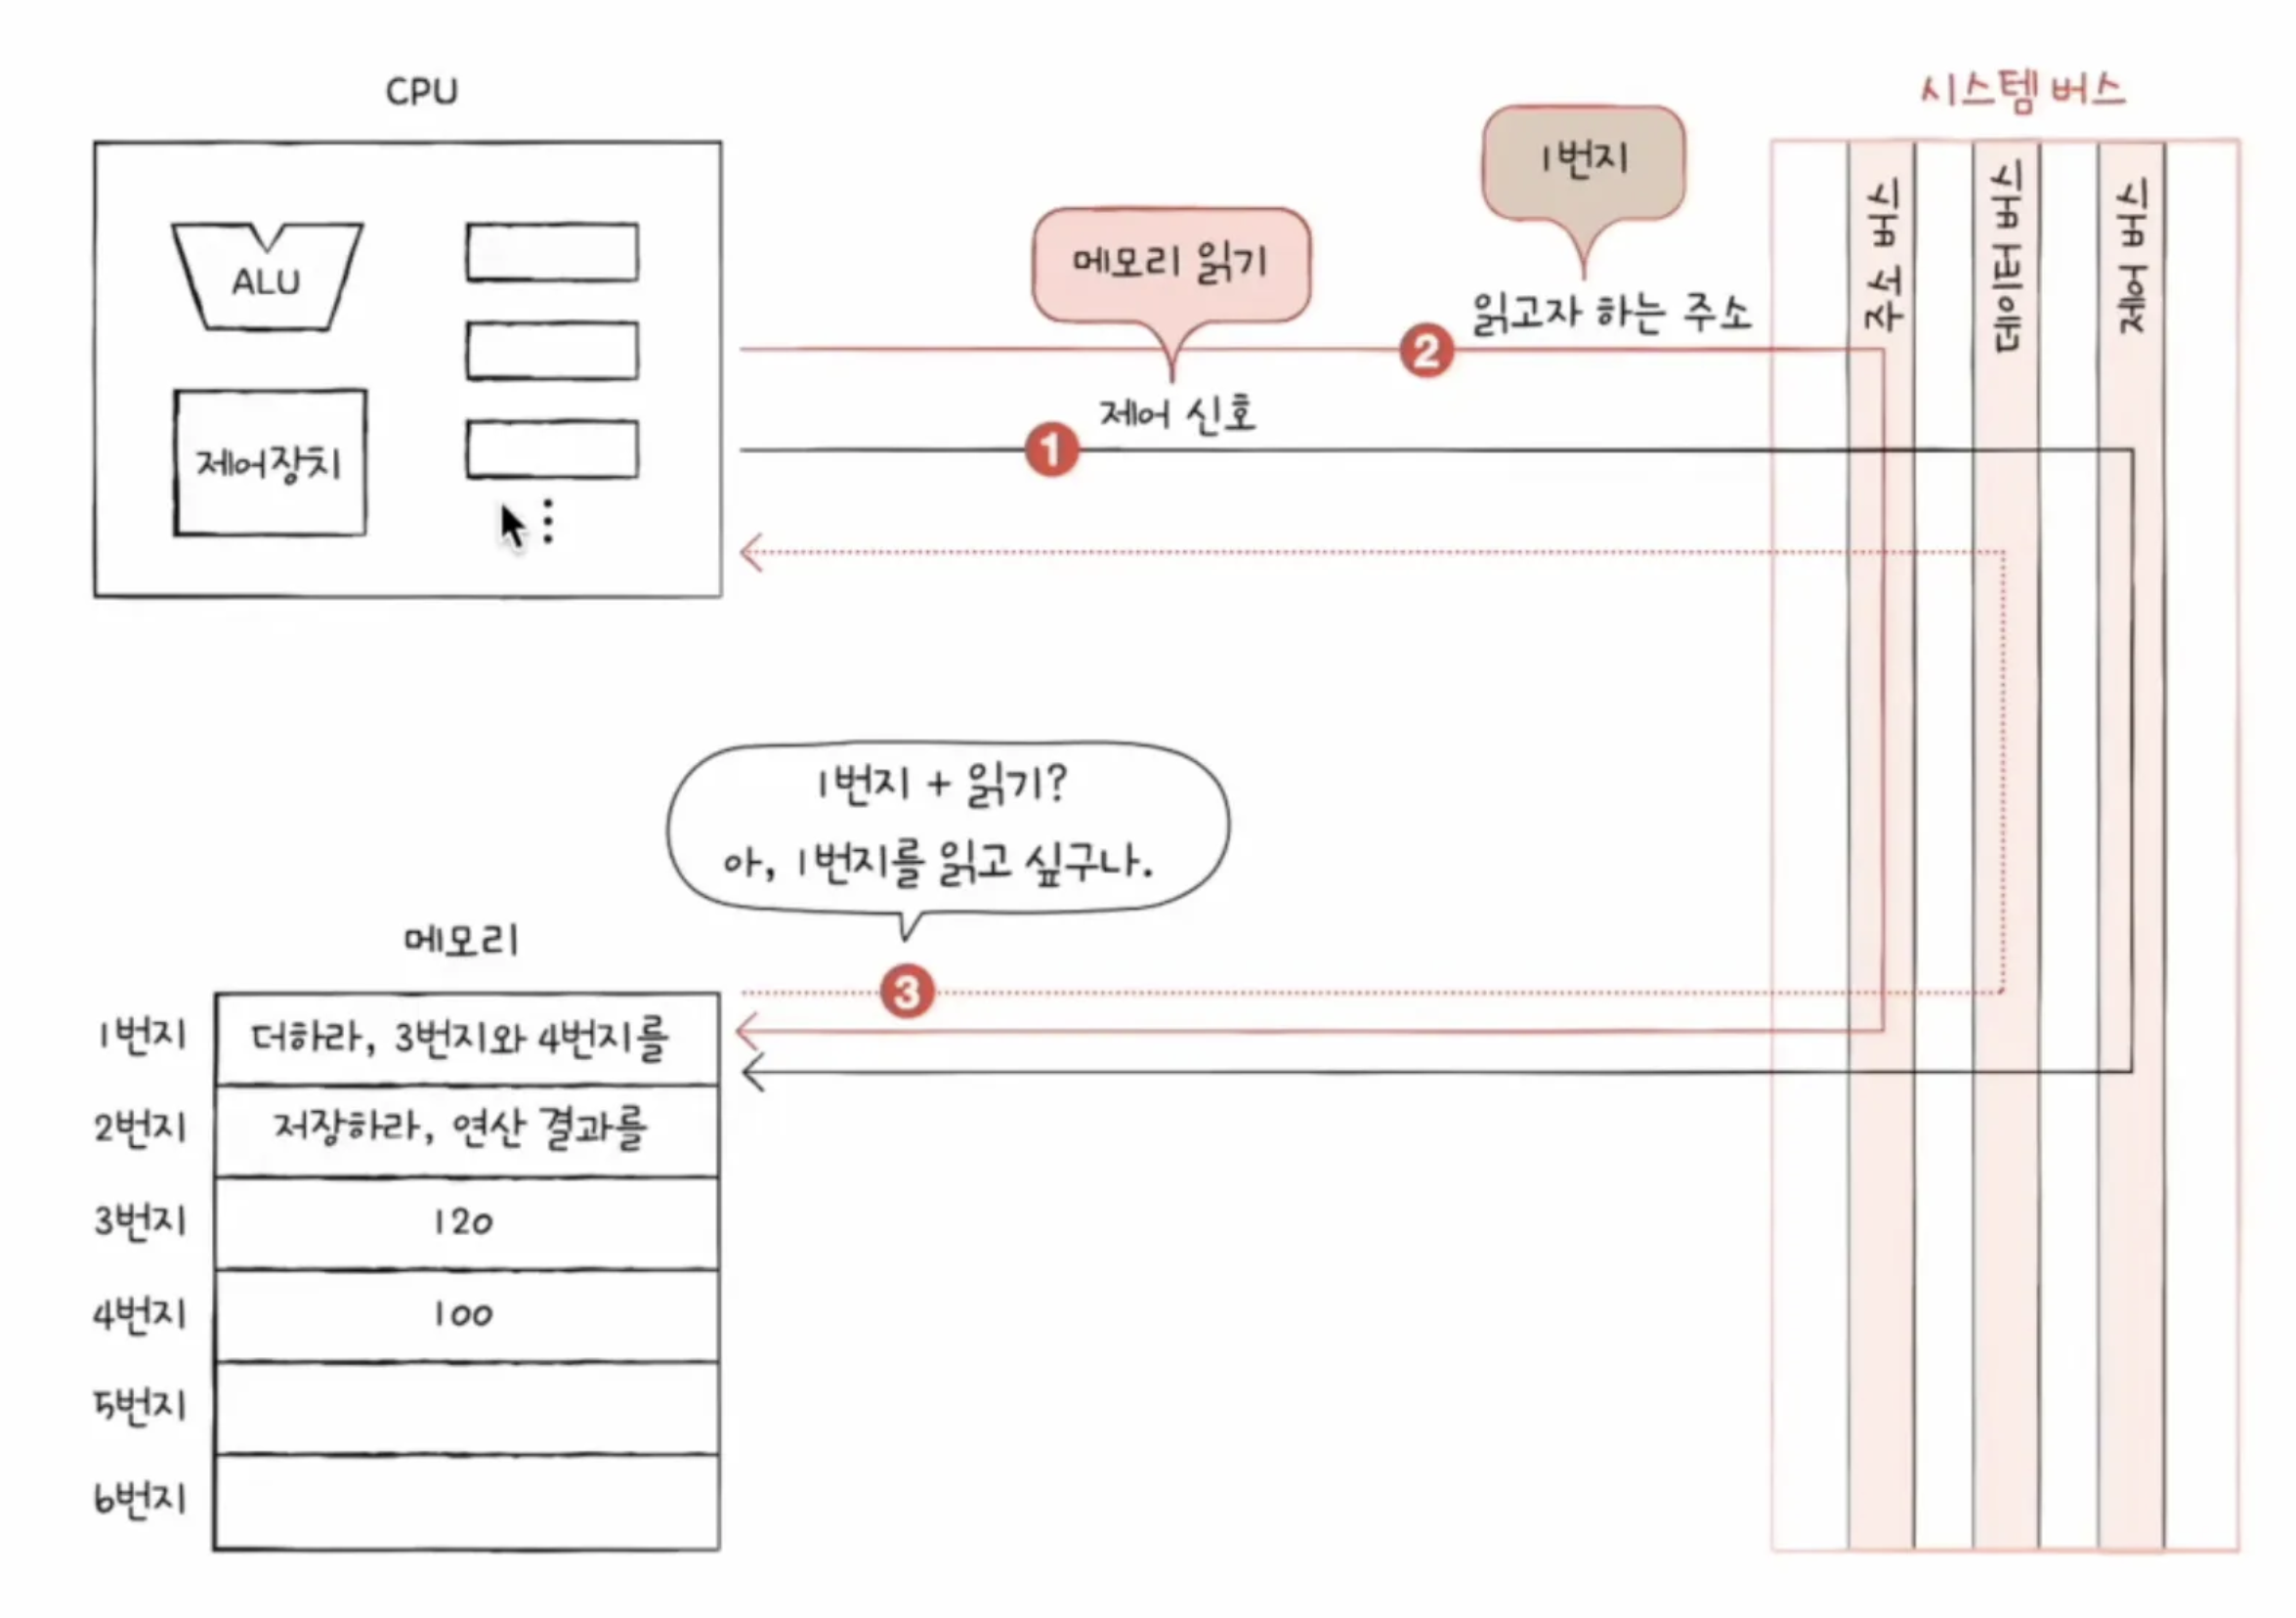 CPU
ALU
제어장치
메모리 읽기
1번지
시스템 버스
읽고자 하는 주소
2
제어 신호
1
주소 버스
데이터 버스
제어 버스
1번지 + 읽기?
아, 1번지를 읽고 싶구나.
3
메모리
1번지 더하라, 3번지와 4번지를
2번지 저장하라, 연산 결과를
3번지 120
4번지 100
5번지
6번지